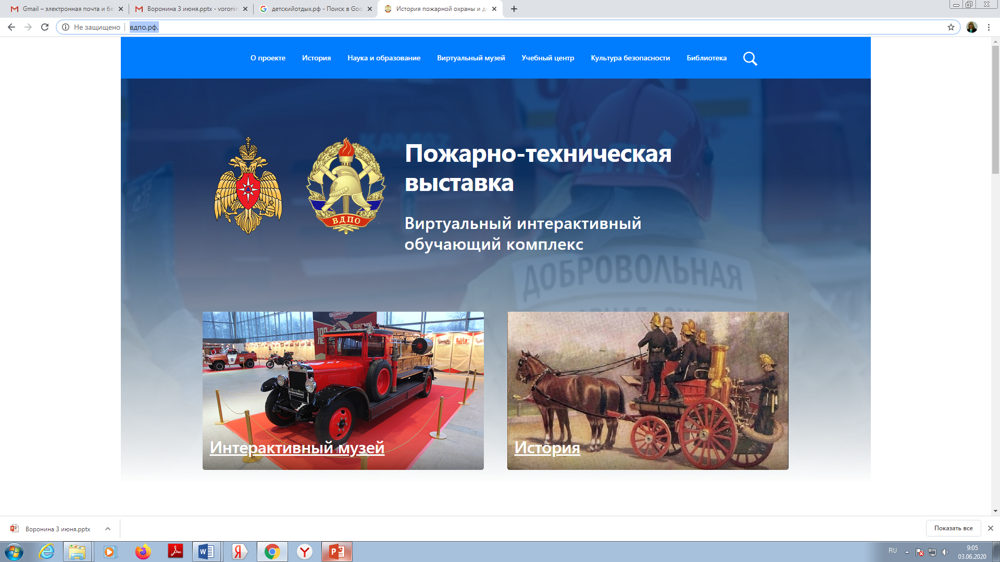 Gmail – электронная почта и бе
Воронина 3 июня.pptx - voronin
детскийотдых.рф - Поиск в Goo
История пожарной охраны и д
Не защищено
вдпо.рф.
О проекте
История
Наука и образование
Виртуальный музей
Учебный центр
Культура безопасности
Библиотека
Пожарно-техническая
выставка
ВДПО
Виртуальный интерактивный
обучающий комплекс
ДОБРОВОЛЬНАЯ
Интерактивный музей
История
Воронина 3 июня.pptx
Показать все
RU
9:05
03.06.2020